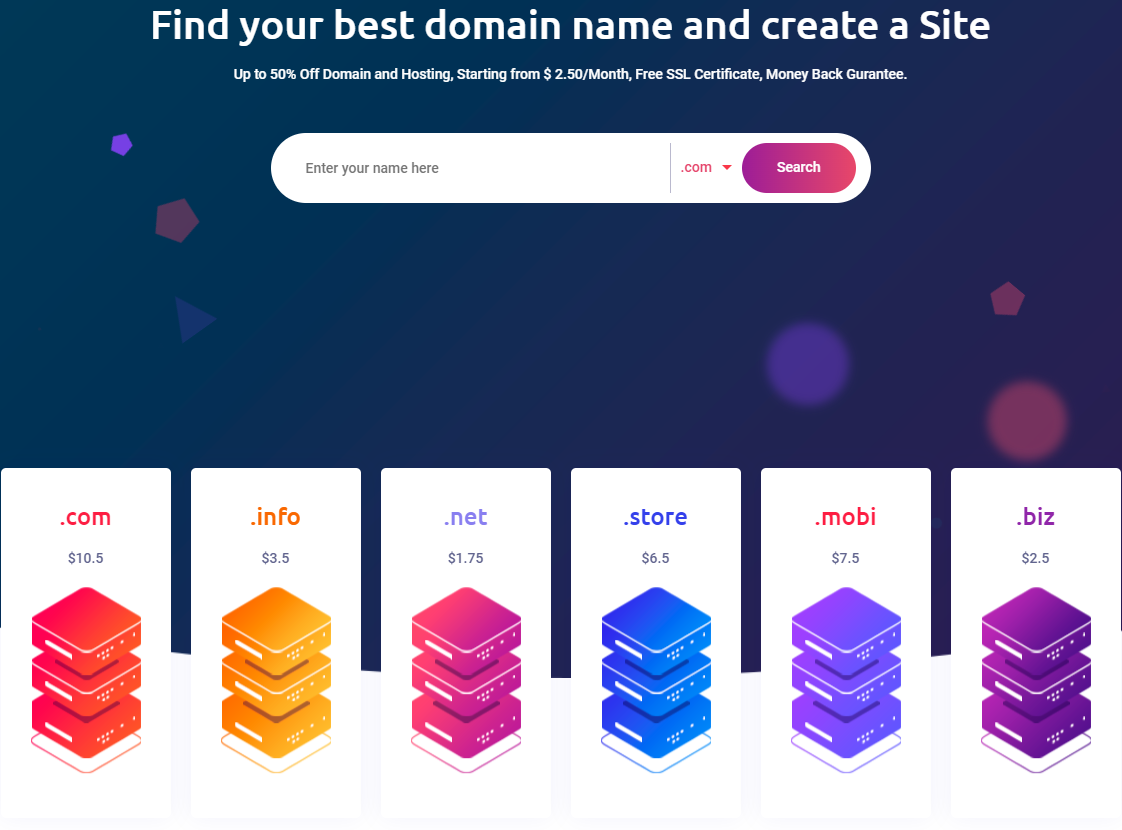 Find your best domain name and create a Site
Up to 50% Off Domain and Hosting, Starting from $ 2.50/Month, Free SSL Certificate, Money Back Gurantee.
Enter your name here
.com
Search
.com
.info
.net
.store
.mobi
.biz
$10.5
$3.5
$1.75
$6.5
$7.5
$2.5